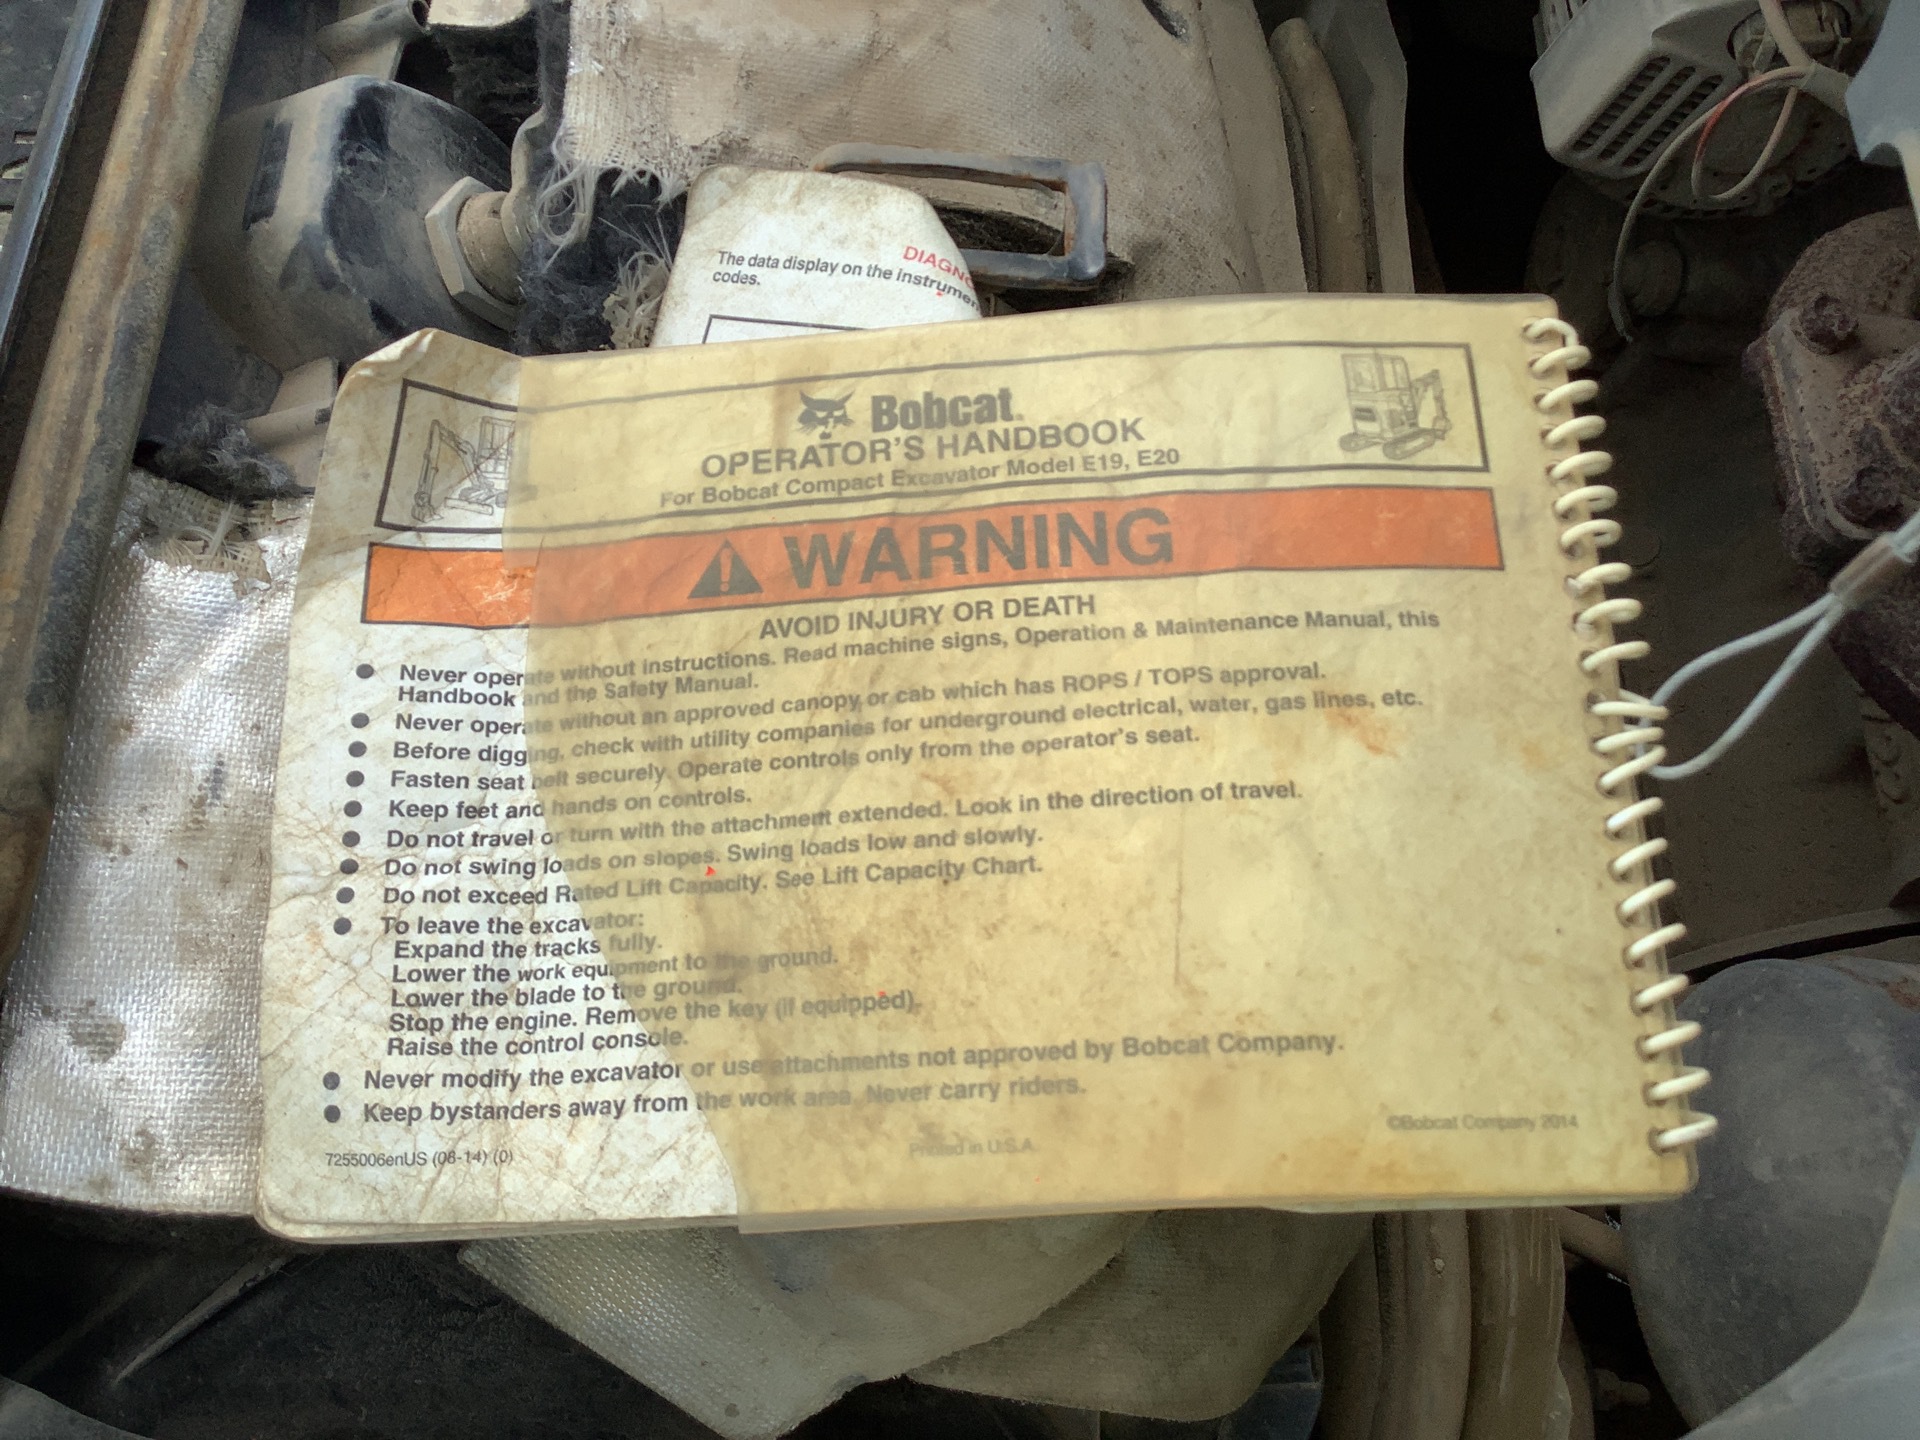 DIAGN
The data display on the instrumen
codes.
Bobcat.
OPERATOR'S HANDBOOK
For Bobcat Compact Excavator Model E19, E20
WARNING
AVOID INJURY OR DEATH
● Never operate without instructions. Read machine signs, Operation & Maintenance Manual, this
Handbook and the Safety Manual.
● Never operate without an approved canopy or cab which has ROPS / TOPS approval.
● Before digging, check with utility companies for underground electrical, water, gas lines, etc.
● Fasten seat belt securely. Operate controls only from the operator's seat.
● Keep feet and hands on controls.
● Do not travel or turn with the attachment extended. Look in the direction of travel.
● Do not swing loads on slopes. Swing loads low and slowly.
● Do not exceed Rated Lift Capacity. See Lift Capacity Chart.
● To leave the excavator:
Expand the tracks fully.
Lower the work equipment to the ground.
Lower the blade to the ground.
Stop the engine. Remove the key (if equipped).
Raise the control console.
● Never modify the excavator or use attachments not approved by Bobcat Company.
● Keep bystanders away from the work area. Never carry riders.
7255006enUS (08-14) (0)
Printed in U.S.A.
©Bobcat Company 2014